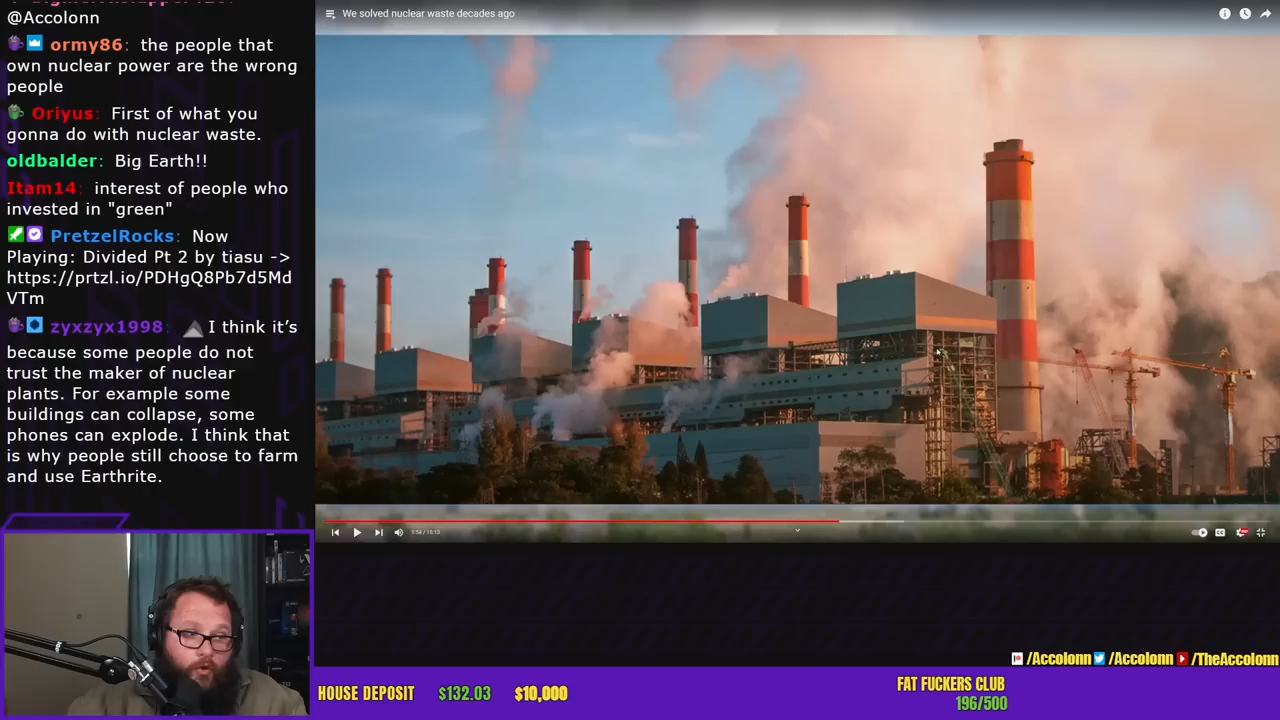 @Accolonn
ormy86: the people that
own nuclear power are the wrong
people
Oriyus: First of what you
gonna do with nuclear waste.
oldbalder: Big Earth!!
Itam14: interest of people who
invested in "green"
PretzelRocks: Now
Playing: Divided Pt 2 by tiasu ->
https://prtzl.io/PDHgQ8Pb7d5Md
VTm
zyxzyx1998: I think it’s
because some people do not
trust the maker of nuclear
plants. For example some
buildings can collapse, some
phones can explode. I think that
is why people still choose to farm
and use Earthrite.
We solved nuclear waste decades ago
/Accolonn /Accolonn /TheAccolonn
HOUSE DEPOSIT $132.03 $10,000
FAT FUCKERS CLUB
196/500